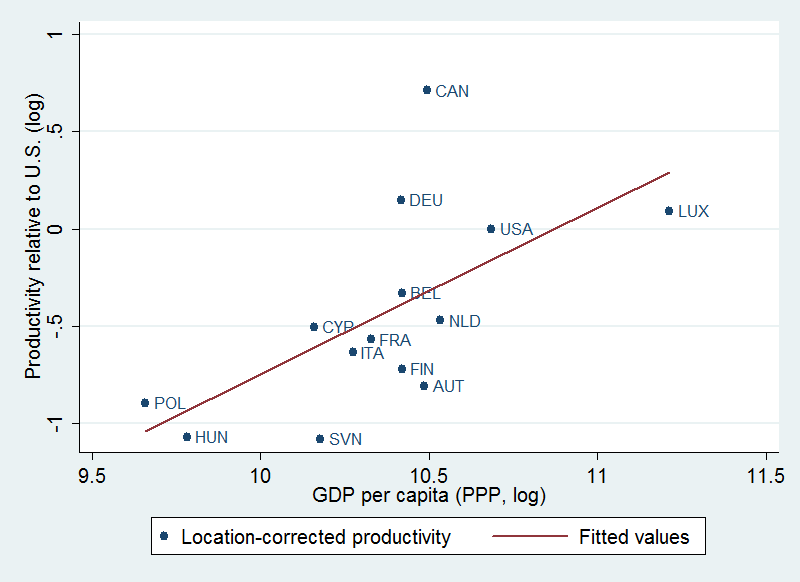 Productivity relative to U.S. (log)
1
.5
0
-.5
-1
CAN
DEU
LUX
USA
BEL
NLD
CYP
FRA
ITA
FIN
AUT
POL
HUN
SVN
9.5 10 10.5 11 11.5
GDP per capita (PPP, log)
Location-corrected productivity Fitted values